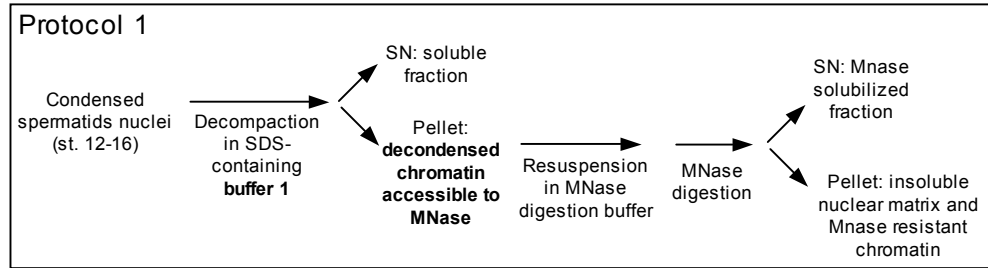 Protocol 1
Condensed
spermatids nuclei
(st. 12-16)
Decompaction
in SDS-
containing
buffer 1
SN: soluble
fraction
Pellet:
decondensed
chromatin
accessible to
MNase
Resuspension
in MNase
digestion buffer
MNase
digestion
SN: Mnase
solubilized
fraction
Pellet: insoluble
nuclear matrix and
Mnase resistant
chromatin